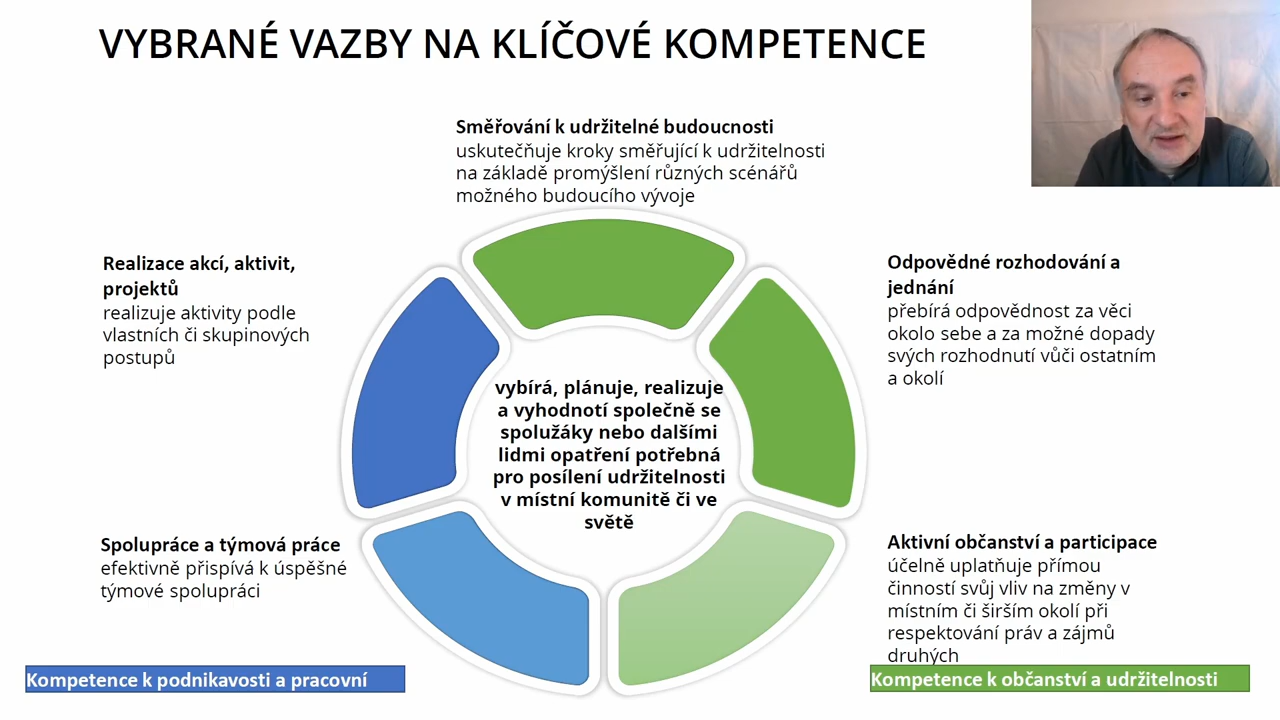 VYBRANÉ VAZBY NA KLÍČOVÉ KOMPETENCE
Směřování k udržitelné budoucnosti
uskutečňuje kroky směřující k udržitelnosti
na základě promýšlení různých scénářů
možného budoucího vývoje
Realizace akcí, aktivit,
projektů
realizuje aktivity podle
vlastních či skupinových
postupů
Odpovědné rozhodování a
jednání
přebírá odpovědnost za věci
okolo sebe a za možné dopady
svých rozhodnutí vůči ostatním
a okolí
vybírá, plánuje, realizuje
a vyhodnotí společně se
spolužáky nebo dalšími
lidmi opatření potřebná
pro posílení udržitelnosti
v místní komunitě či ve
světě
Spolupráce a týmová práce
efektivně přispívá k úspěšné
týmové spolupráci
Aktivní občanství a participace
účelně uplatňuje přímou
činností svůj vliv na změny v
místním či širším okolí při
respektování práv a zájmů
druhých
Kompetence k podnikavosti a pracovní
Kompetence k občanství a udržitelnosti